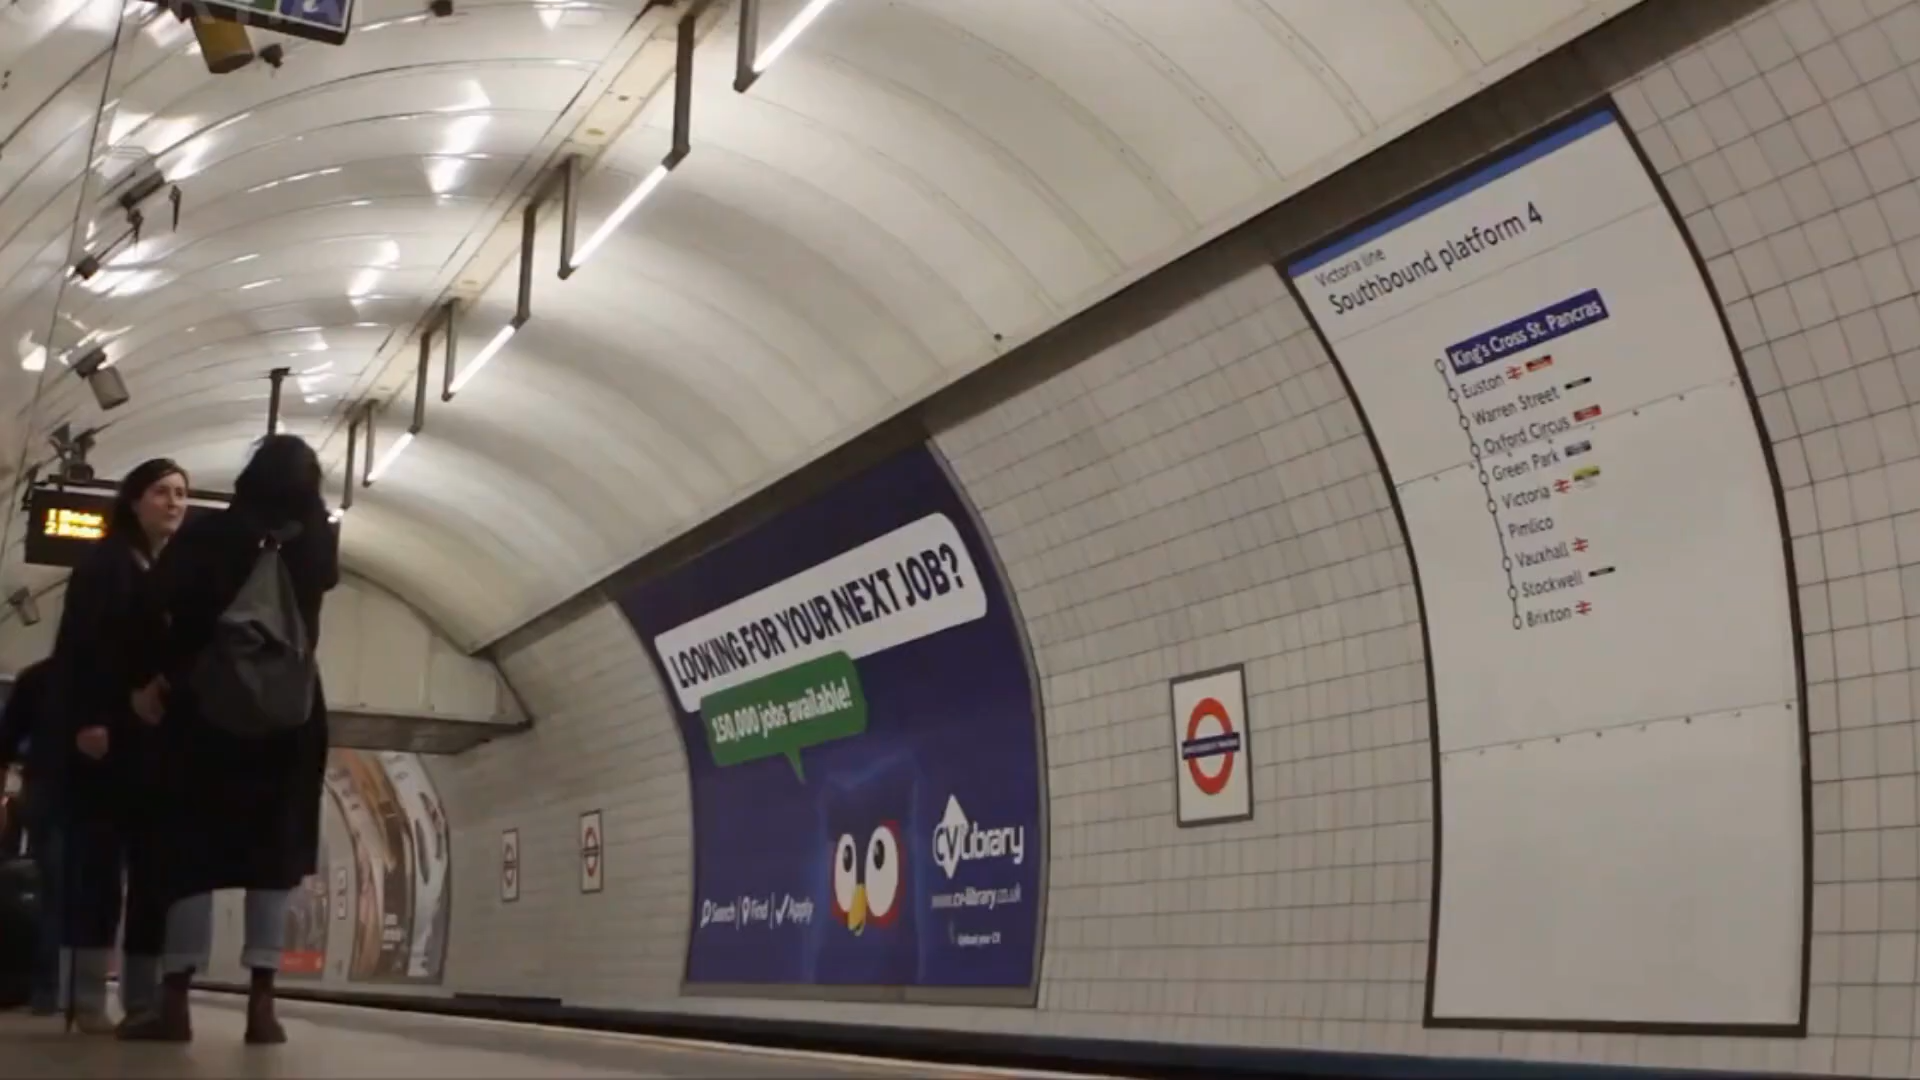 LOOKING FOR YOUR NEXT JOB?
150,000 jobs available!
CV Library
www.cv-library.co.uk
Upload your CV
Search | Find | Apply
Victoria line
Southbound platform 4
King's Cross St. Pancras
Euston
Warren Street
Oxford Circus
Green Park
Victoria
Pimlico
Vauxhall
Stockwell
Brixton